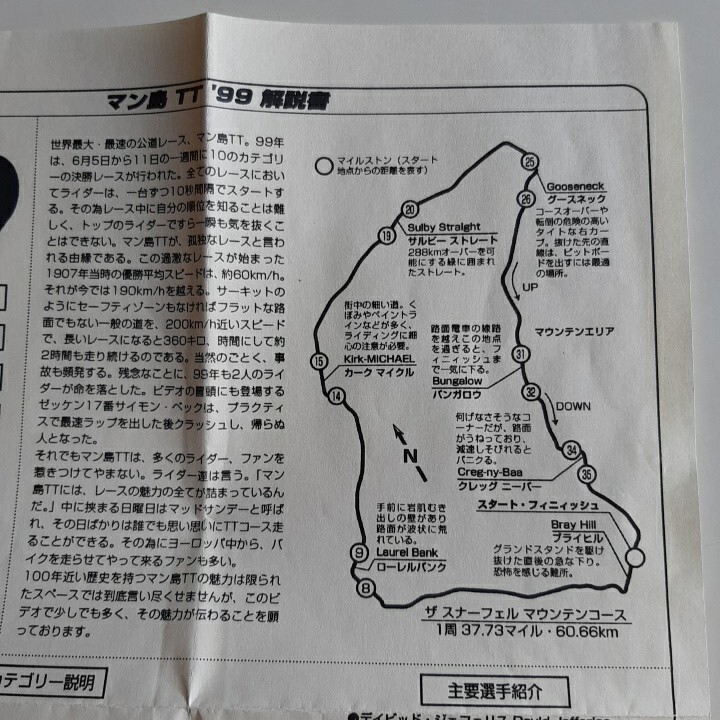 マン島 TT '99 解説書
世界最大・最速の公道レース、マン島TT。99年
は、6月5日から11日の一週間に10のカテゴリ
ーの決勝レースが行われた。全てのレースにおい
てライダーは、一台ずつ10秒間隔でスタートす
る。その為レース中に自分の順位を知ることは難
しく、トップのライダーですら一瞬も気を抜くこ
とはできない。マン島TTが、孤独なレースと言わ
れる由縁である。この過激なレースが始まった
1907年当時の優勝平均スピードは、約60km/h。
それが今では190km/hを越える。サーキットの
ようにセーフティゾーンもなければフラットな路
面でもない一般の道を、200km/h近いスピード
で、長いレースになると360キロ、時間にして約
2時間も走り続けるのである。当然のごとく、事
故も頻発する。残念なことに、99年も2人のライ
ダーが命を落とした。ビデオの冒頭にも登場する
ゼッケン17番サイモン・ベックは、プラクティ
スで最速ラップを出した後クラッシュし、帰らぬ
人となった。
それでもマン島TTは、多くのライダー、ファンを
惹きつけてやまない。ライダー達は言う。「マン
島TTには、レースの魅力の全てが詰まっているん
だ。」中に挟まる日曜日はマッドサンデーと呼ば
れ、その日ばかりは誰でも思い思いにTTコース走
ることができる。その為にヨーロッパ中から、バ
イクを走らせてやって来るファンも多い。
100年近い歴史を持つマン島TTの魅力は限られ
たスペースでは到底言い尽くせませんが、このビ
デオで少しでも多く、その魅力が伝わることを願
っております。
マイルストン（スタート
地点からの距離を表す）
25
Gooseneck
グースネック
コースオーバーや
転倒の危険の高い
タイトな右カー
ブ。抜けた先の直
線は、ピットボー
ドを出すには最適
の場所。
26
20
19
Sulby Straight
サルビー ストレート
288kmオーバーを可
能にする緑に囲まれ
たストレート。
UP
マウンテンエリア
街中の細い道。く
ぼみやペイントラ
インなどが多く、
ライディングに細
心の注意が必要。
Kirk-MICHAEL
カーク マイクル
15
14
路面電車の線路
を越えこの地点
を過ぎると、フ
ィニッシュまで
一気に下る。
Bungalow
バンガロウ
31
32
DOWN
何げなさそうなコ
ーナーだが、路面
がうねっており、
減速しそびれると
パニクる。
Creg-ny-Baa
クレッグ ニーバー
34
35
N
スタート・フィニィッシュ
Bray Hill
ブライヒル
グランドスタンドを駆け
抜けた直後の急な下り。
恐怖を感じる難所。
手前に岩肌むき
出しの壁があり
路面が波状に荒
れている。
Laurel Bank
ローレルバンク
9
8
ザ スナーフェル マウンテンコース
1周 37.73マイル・60.66km
カテゴリー説明
主要選手紹介
●デイビッド・ジェフェリス David Jefferies